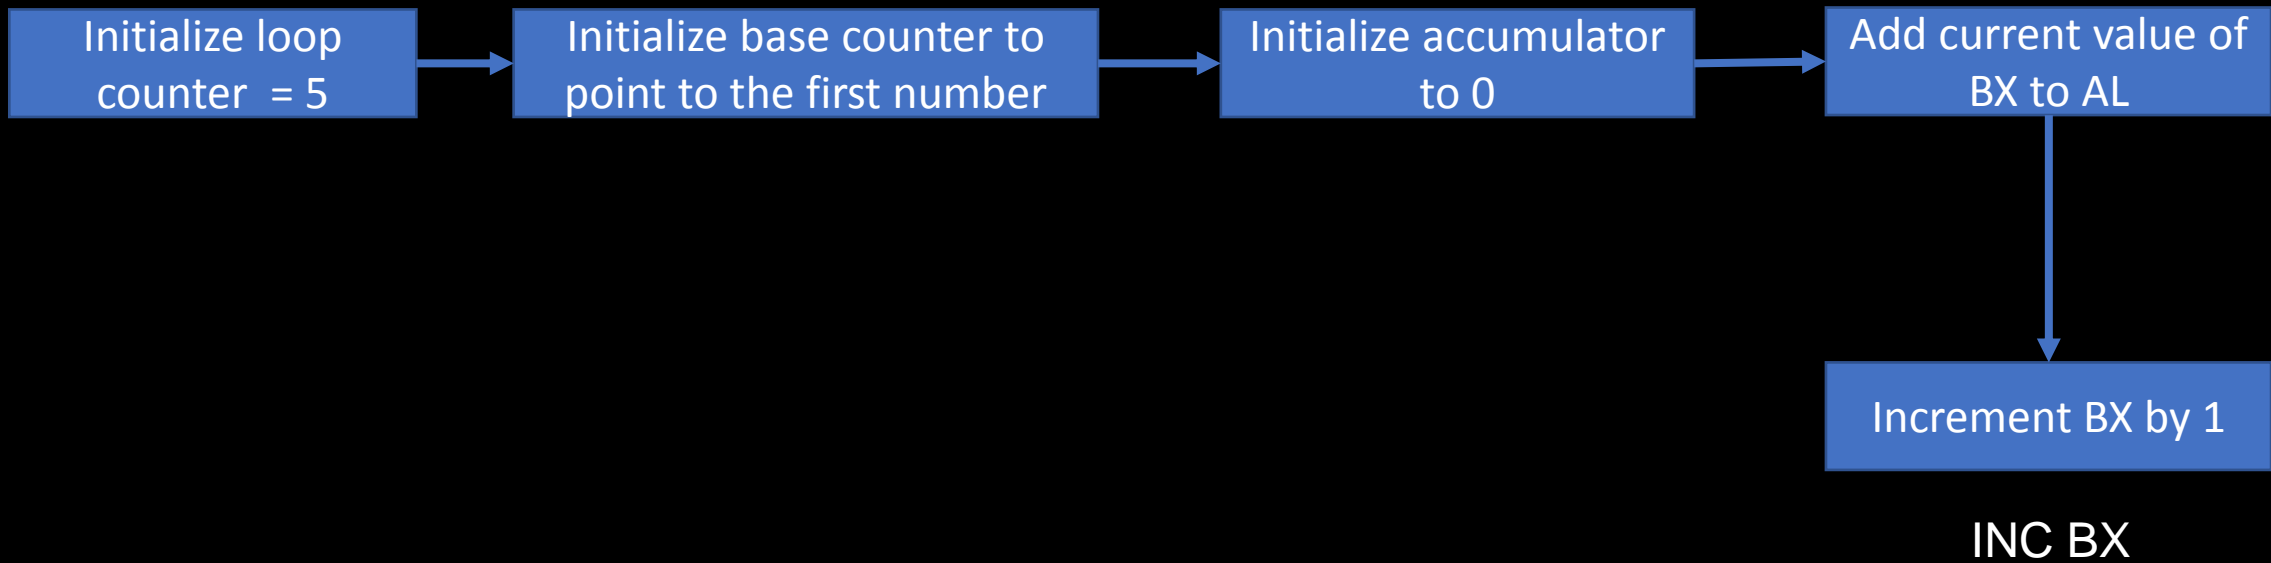 Initialize loop
counter  = 5
Initialize base counter to
point to the first number
Initialize accumulator
to 0
Add current value of
BX to AL
Increment BX by 1
INC BX